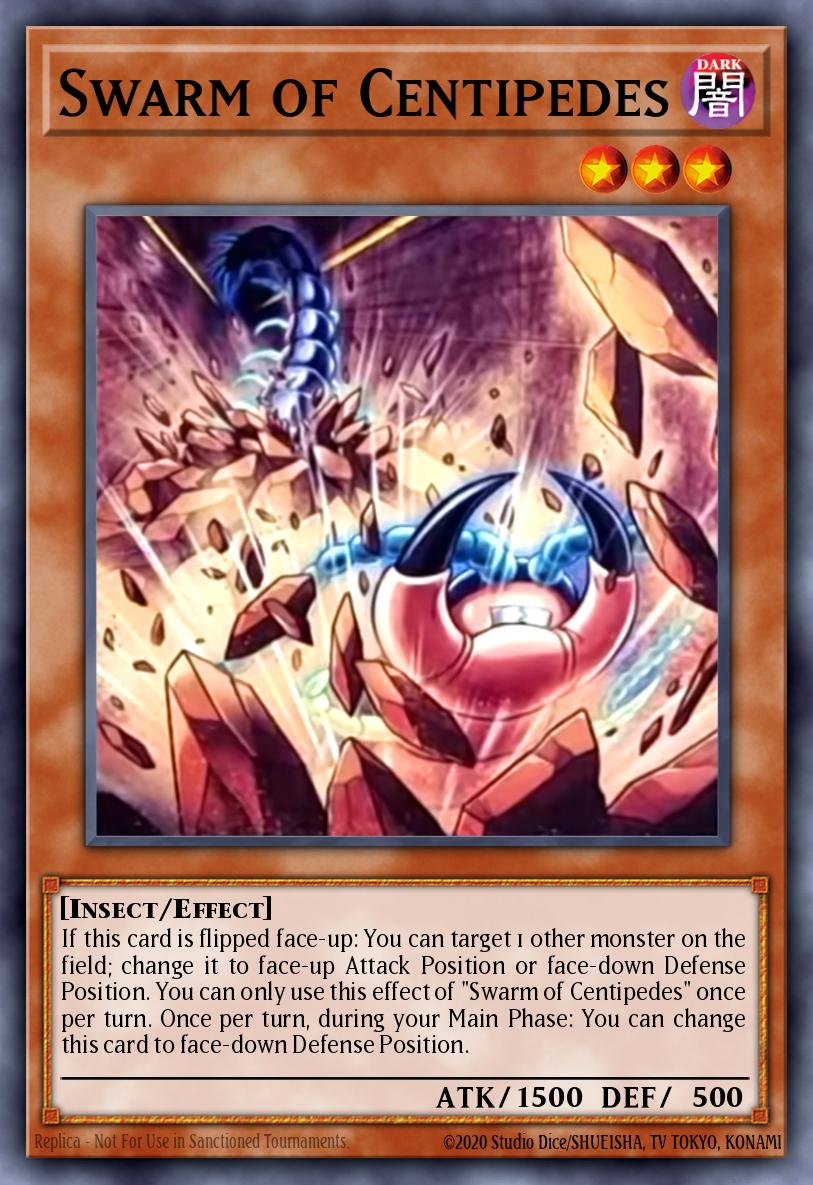 Swarm of Centipedes
DARK
闇
[Insect/Effect]
If this card is flipped face-up: You can target 1 other monster on the
field; change it to face-up Attack Position or face-down Defense
Position. You can only use this effect of "Swarm of Centipedes" once
per turn. Once per turn, during your Main Phase: You can change
this card to face-down Defense Position.
ATK/1500 DEF/ 500
Replica - Not For Use in Sanctioned Tournaments.
©2020 Studio Dice/SHUEISHA, TV TOKYO, KONAMI